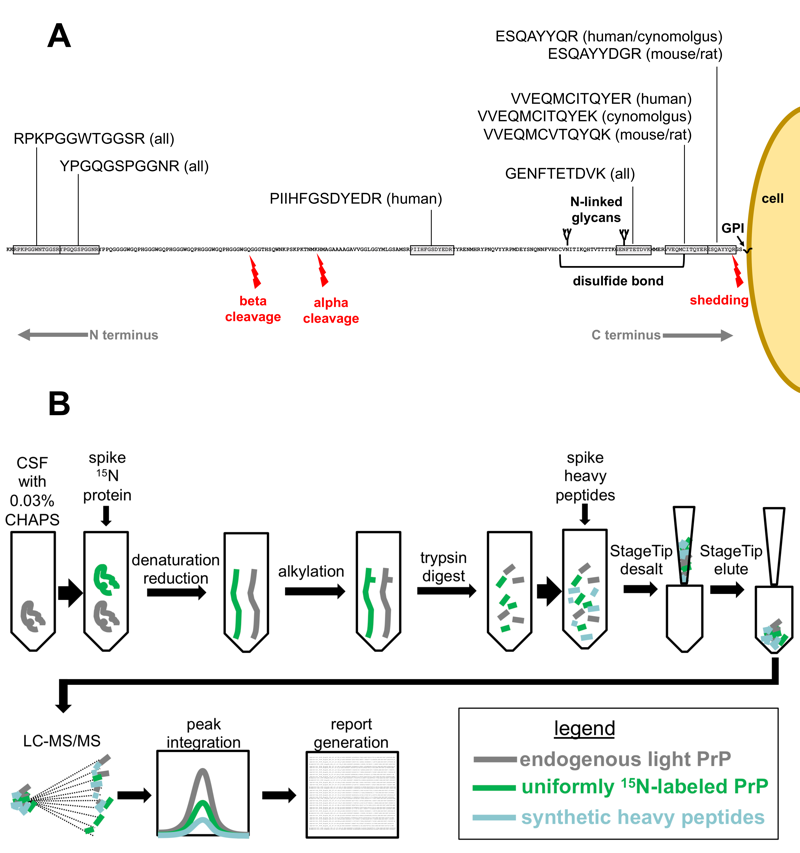 A
ESQAYYQR (human/cynomolgus)
ESQAYYDGR (mouse/rat)
VVEQMCITQYER (human)
VVEQMCITQYEK (cynomolgus)
VVEQMCVTQYQK (mouse/rat)
RPKPGGWTGGSR (all)
YPGQGSPGGNR (all)
GENFTETDVK (all)
PIIHFGSDYEDR (human)
cell
N-linked
glycans
GPI
disulfide bond
beta
cleavage
alpha
cleavage
shedding
N terminus
C terminus
B
CSF
with
0.03%
CHAPS
spike
15N
protein
denaturation
reduction
alkylation
trypsin
digest
spike
heavy
peptides
StageTip
desalt
StageTip
elute
LC-MS/MS
peak
integration
report
generation
legend
endogenous light PrP
uniformly 15N-labeled PrP
synthetic heavy peptides